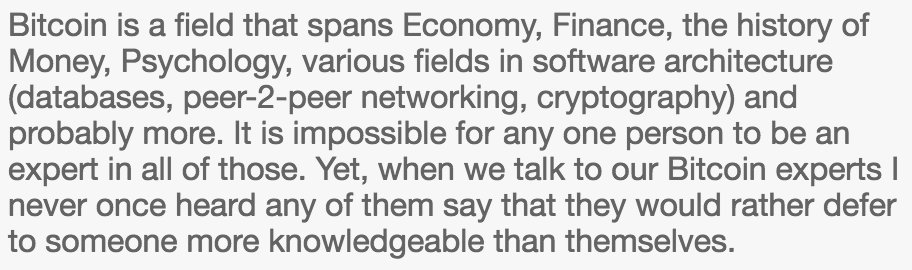 Bitcoin is a field that spans Economy, Finance, the history of
Money, Psychology, various fields in software architecture
(databases, peer-2-peer networking, cryptography) and
probably more. It is impossible for any one person to be an
expert in all of those. Yet, when we talk to our Bitcoin experts I
never once heard any of them say that they would rather defer
to someone more knowledgeable than themselves.